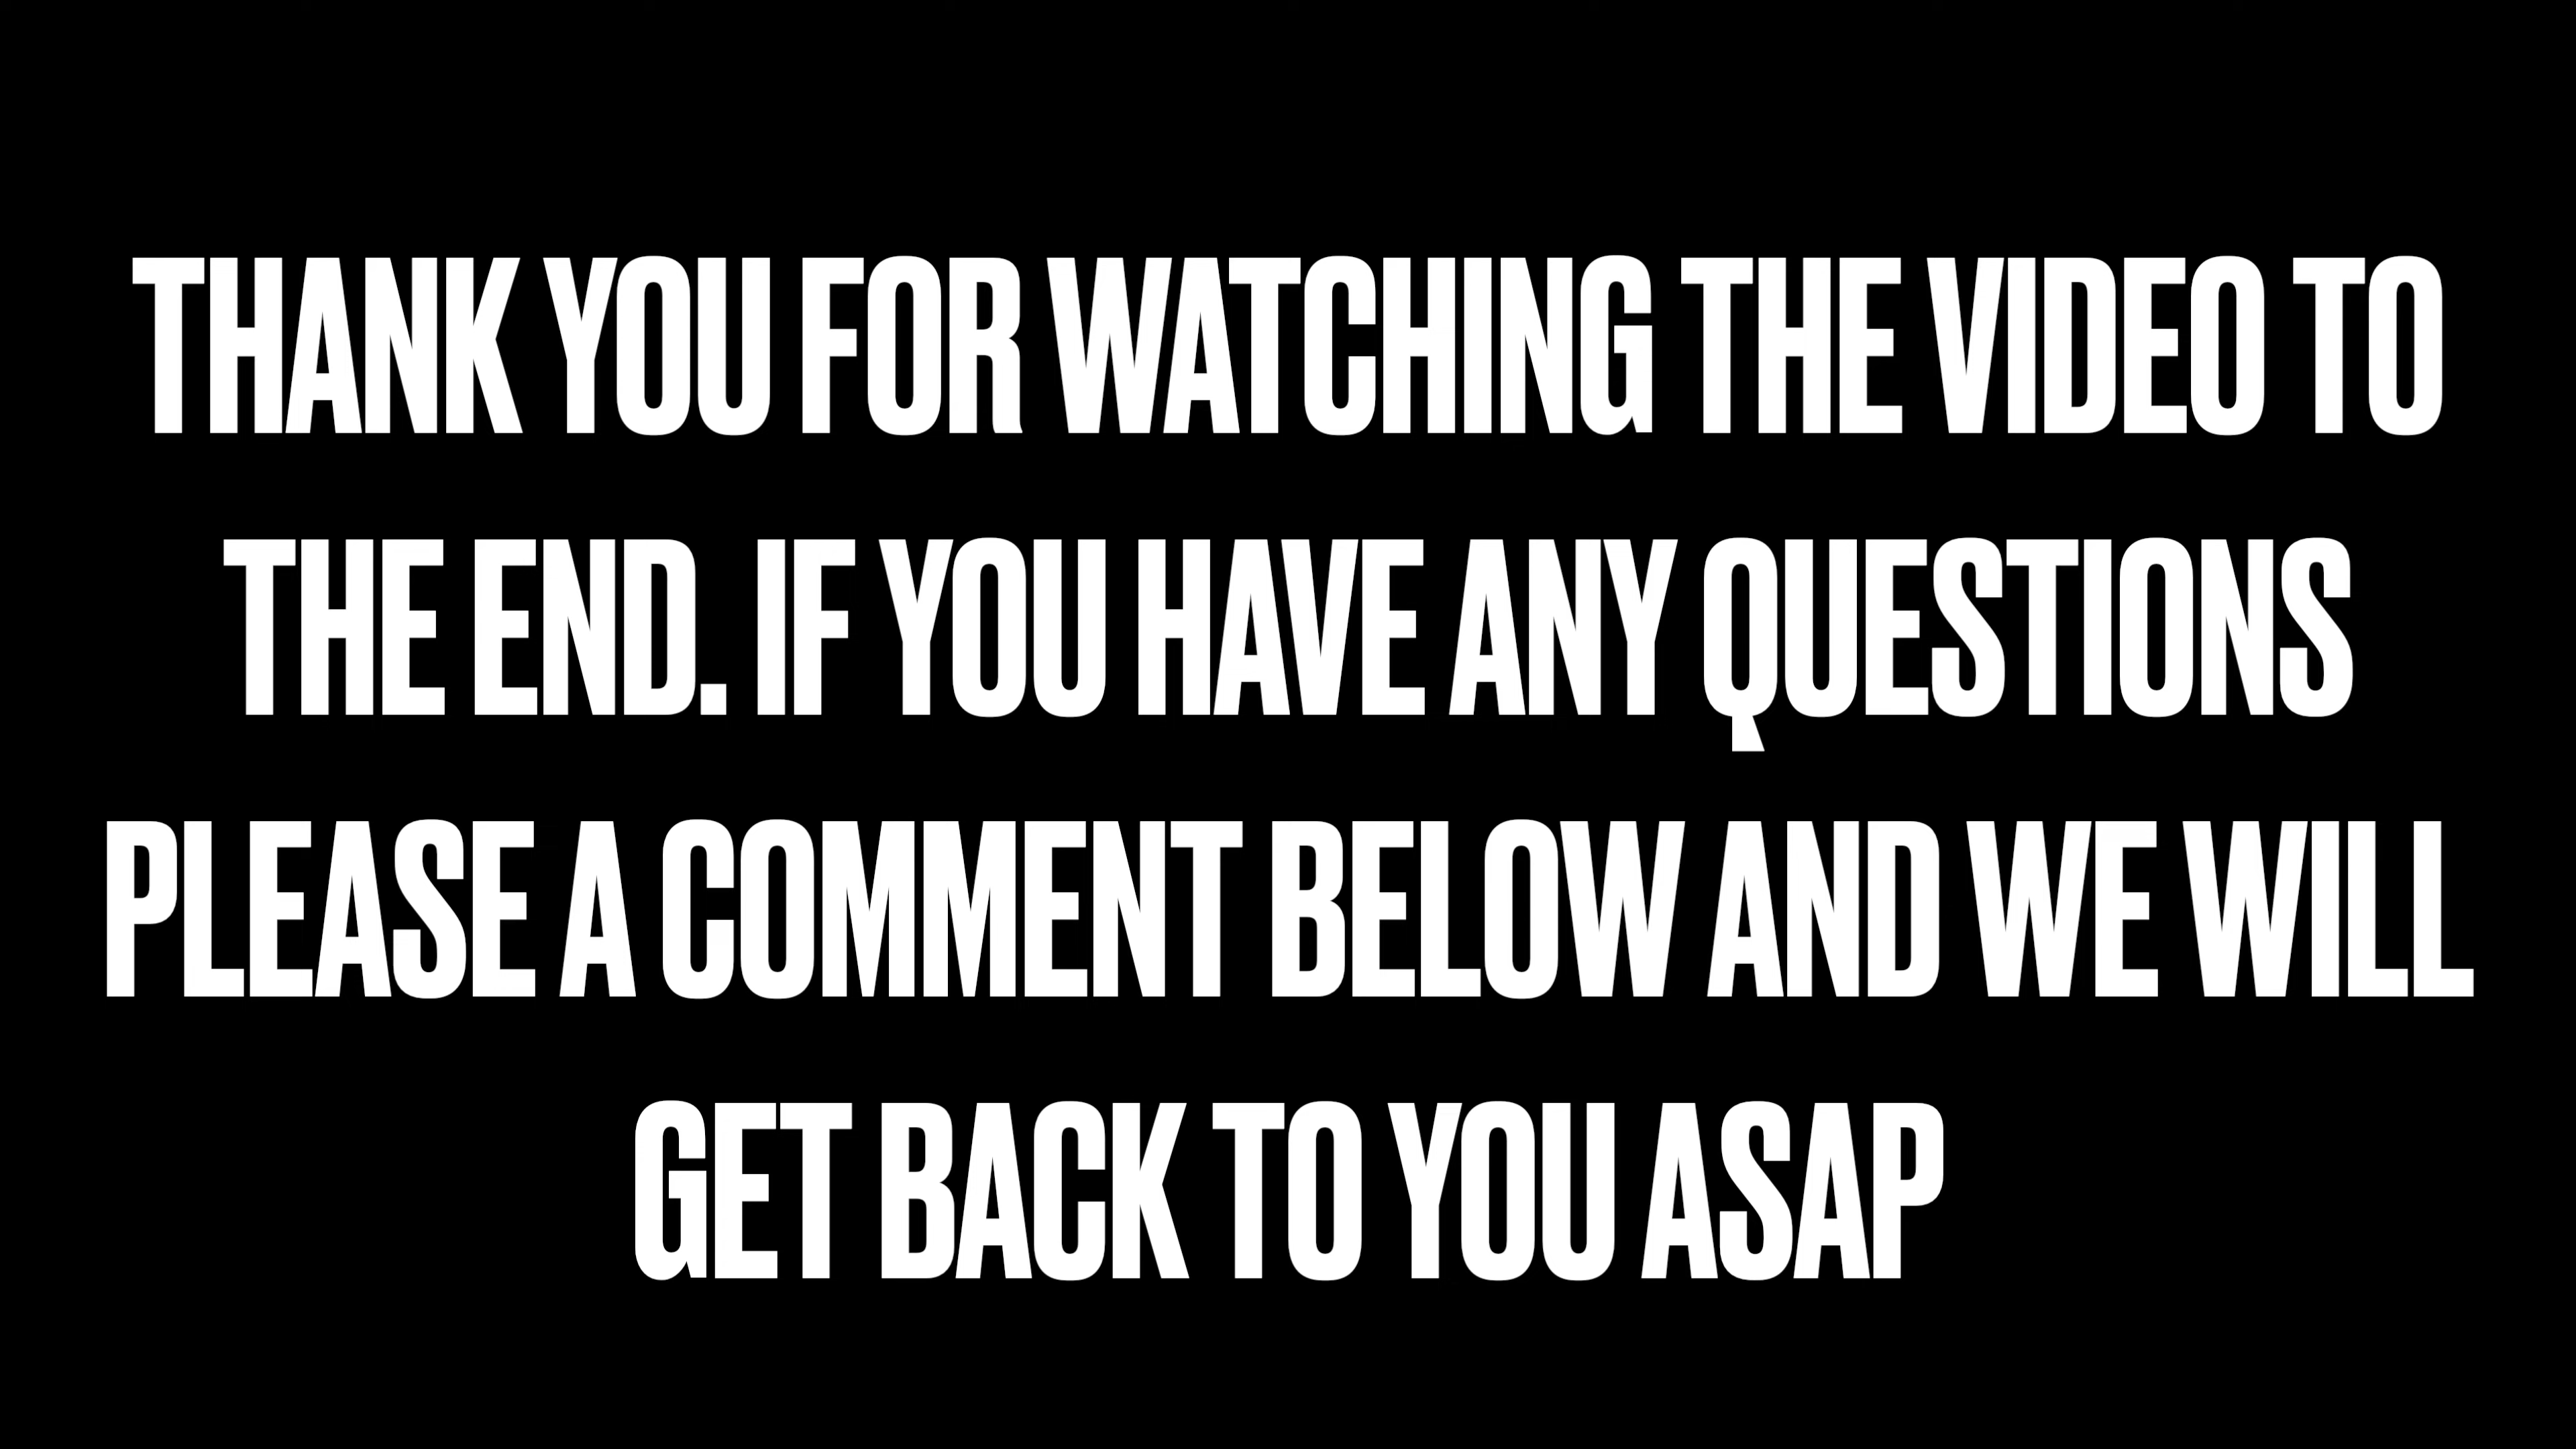 THANK YOU FOR WATCHING THE VIDEO TO
THE END. IF YOU HAVE ANY QUESTIONS
PLEASE A COMMENT BELOW AND WE WILL
GET BACK TO YOU ASAP